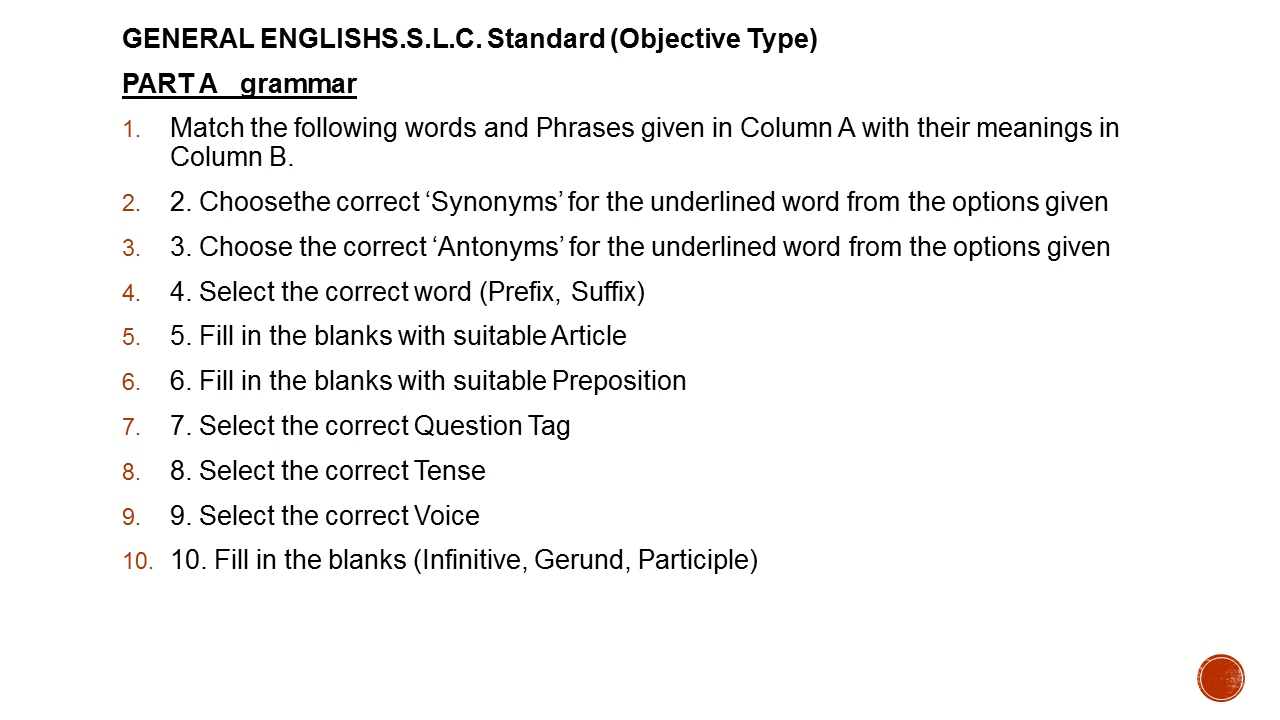 GENERAL ENGLISHS.S.L.C. Standard (Objective Type)
PART A grammar
1. Match the following words and Phrases given in Column A with their meanings in
Column B.
2. 2. Choosethe correct ‘Synonyms’ for the underlined word from the options given
3. 3. Choose the correct ‘Antonyms’ for the underlined word from the options given
4. 4. Select the correct word (Prefix, Suffix)
5. 5. Fill in the blanks with suitable Article
6. 6. Fill in the blanks with suitable Preposition
7. 7. Select the correct Question Tag
8. 8. Select the correct Tense
9. 9. Select the correct Voice
10. 10. Fill in the blanks (Infinitive, Gerund, Participle)